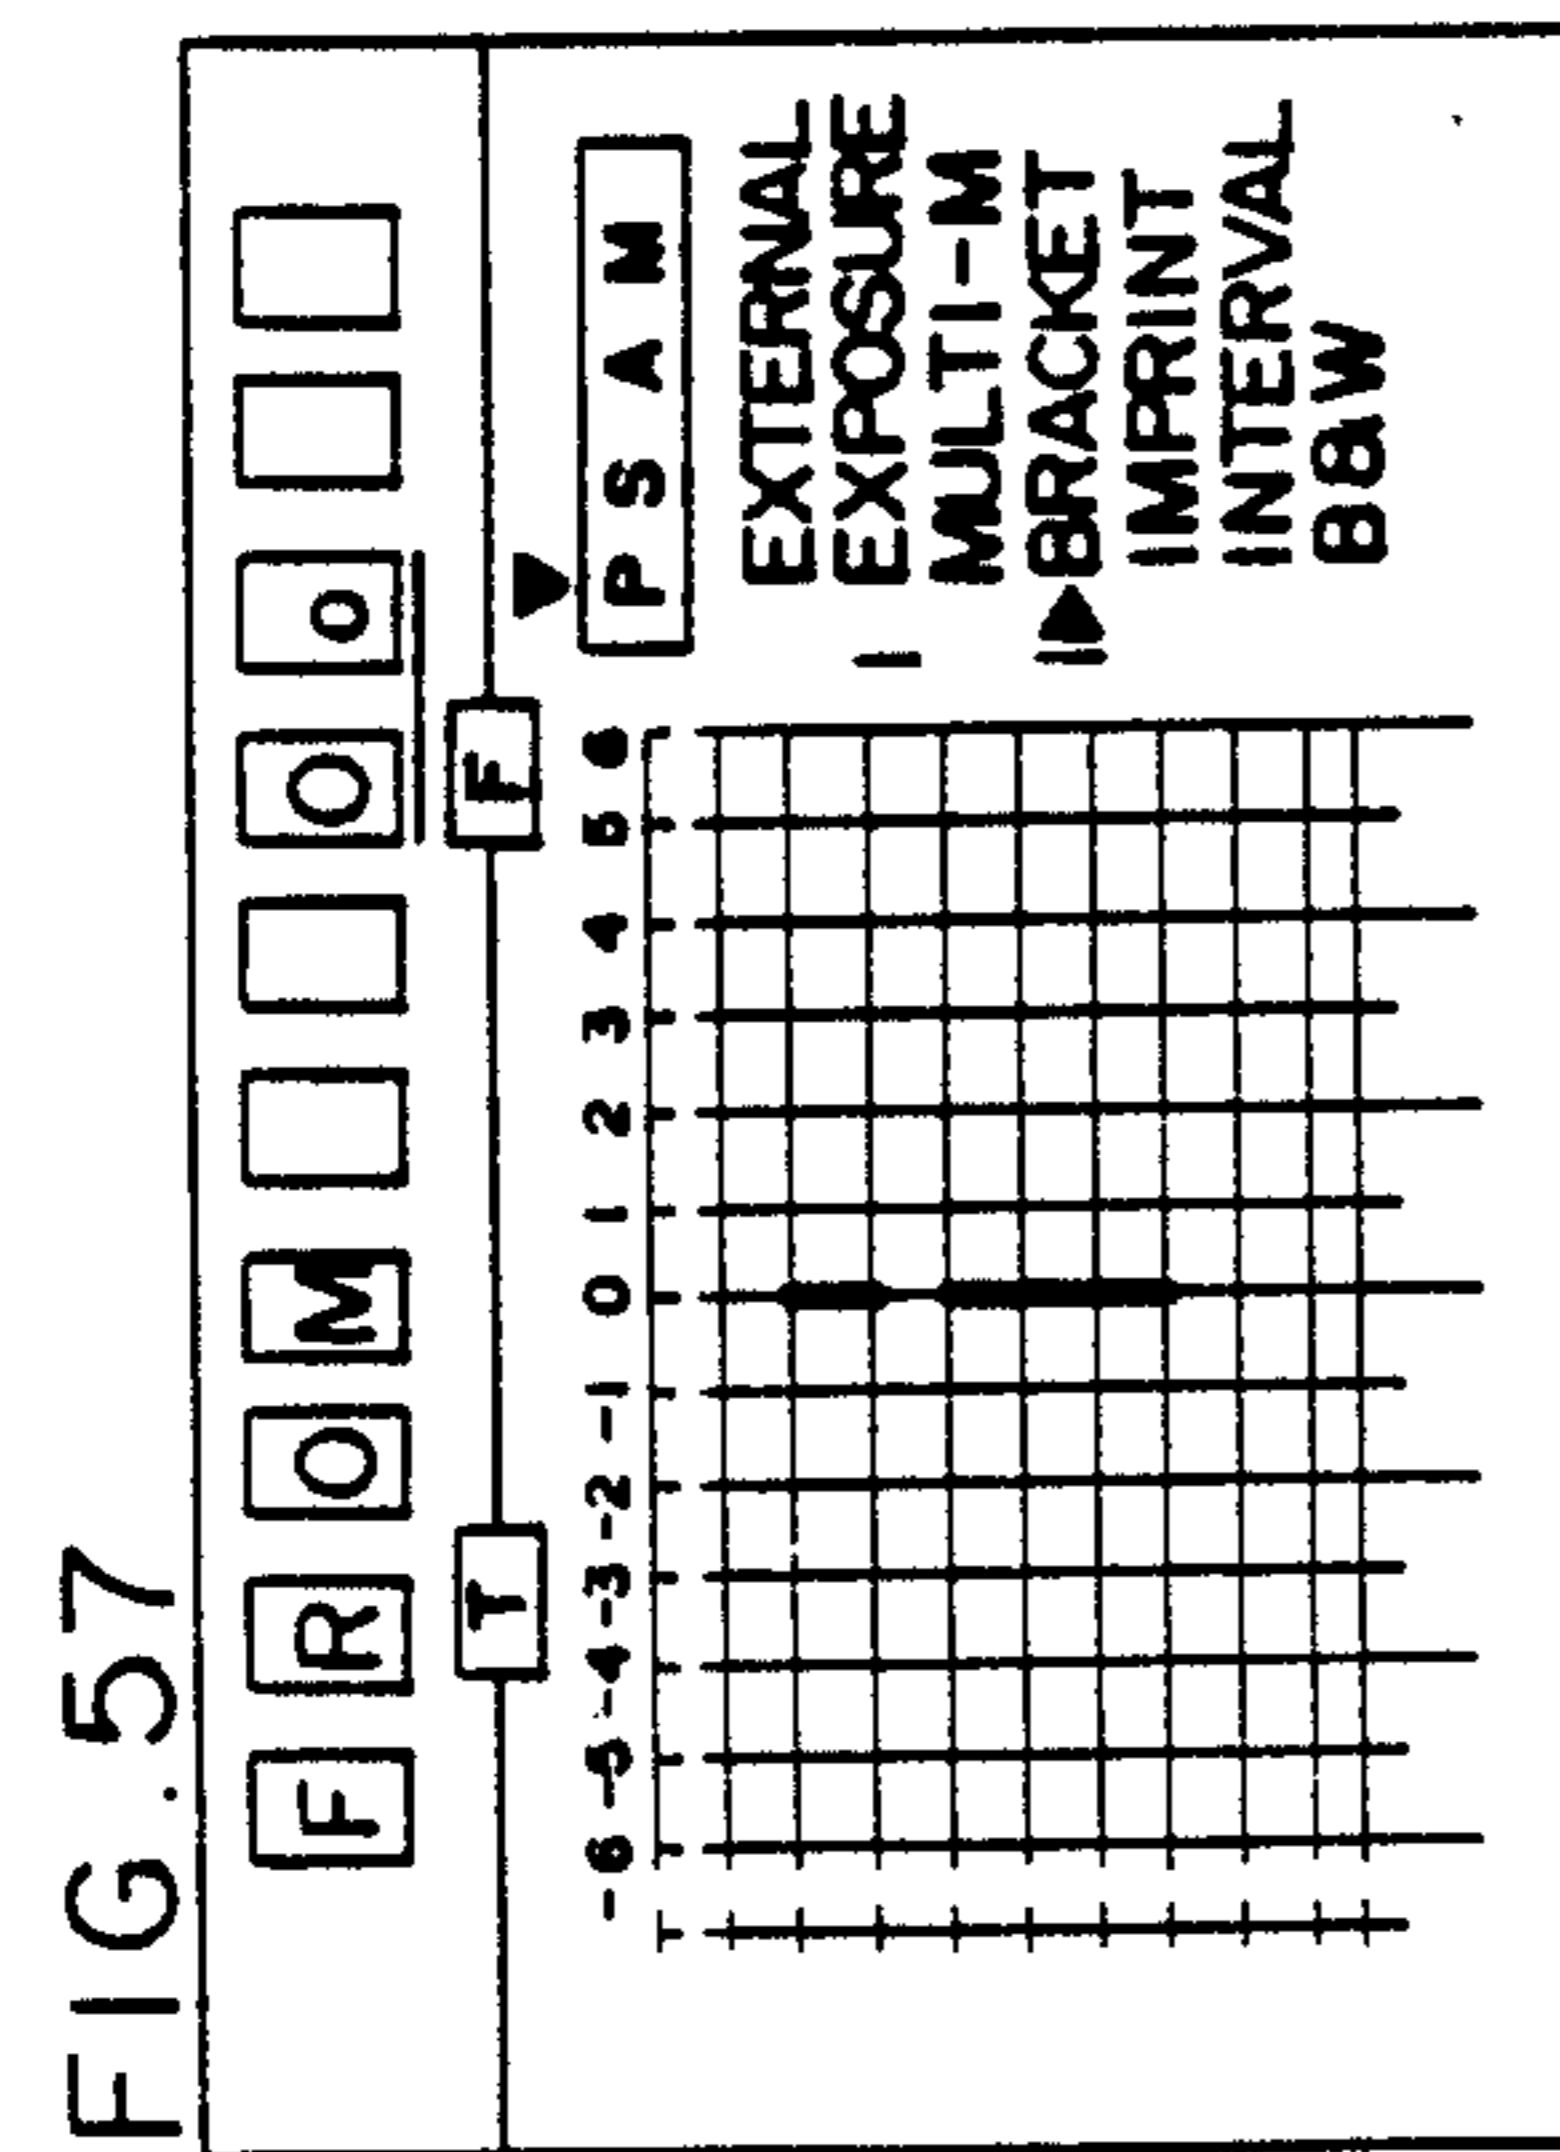 FIG. 57
F R O M O o
T F
-6 -5 -4 -3 -2 -1 0 1 2 3 4 5 6
P S A M
EXTERNAL
EXPOSURE
MULTI-M
BRACKET
IMPRINT
INTERVAL
B&W